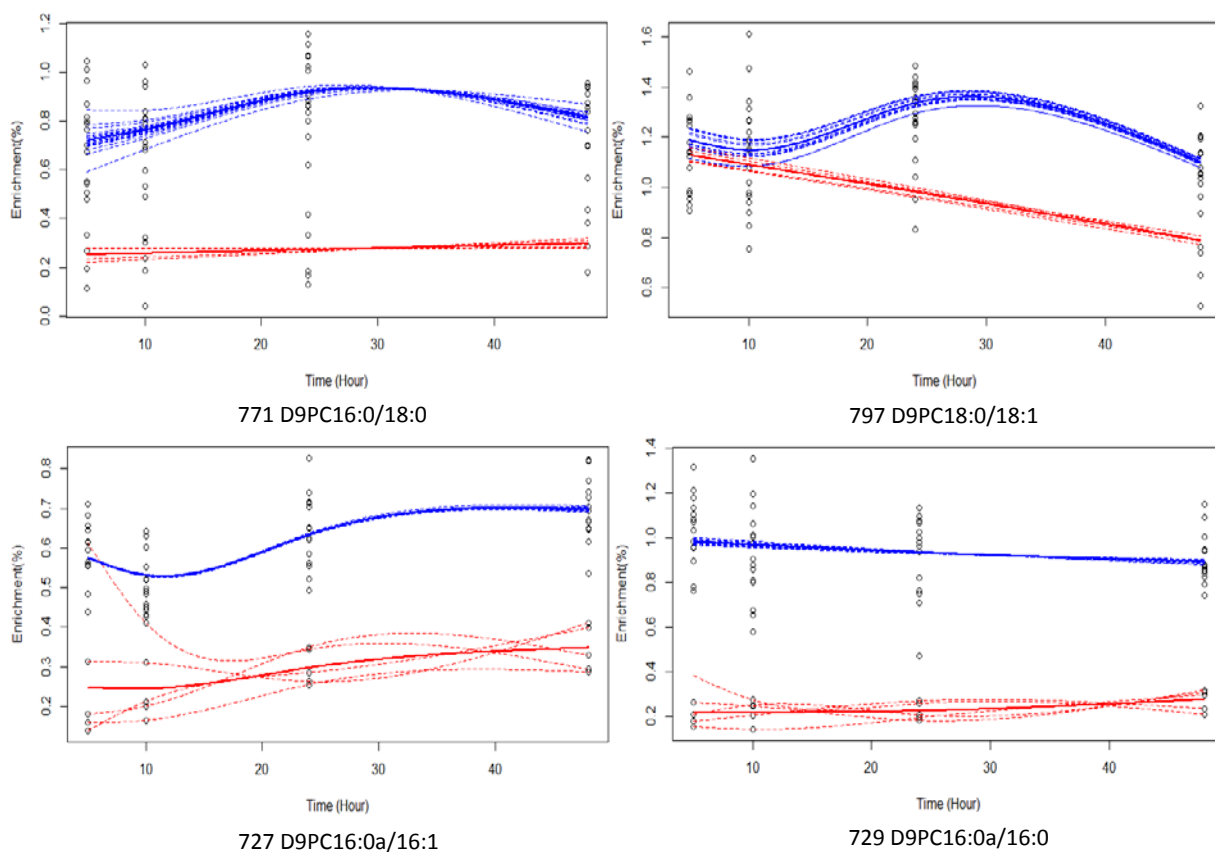 Enrichment(%)
0.0 0.2 0.4 0.6 0.8 1.0 1.2
10 20 30 40
Time (Hour)
771 D9PC16:0/18:0
Enrichment(%)
0.6 0.8 1.0 1.2 1.4 1.6
10 20 30 40
Time (Hour)
797 D9PC18:0/18:1
Enrichment(%)
0.2 0.3 0.4 0.5 0.6 0.7 0.8
10 20 30 40
Time (Hour)
727 D9PC16:0a/16:1
Enrichment(%)
0.2 0.4 0.6 0.8 1.0 1.2 1.4
10 20 30 40
Time (Hour)
729 D9PC16:0a/16:0